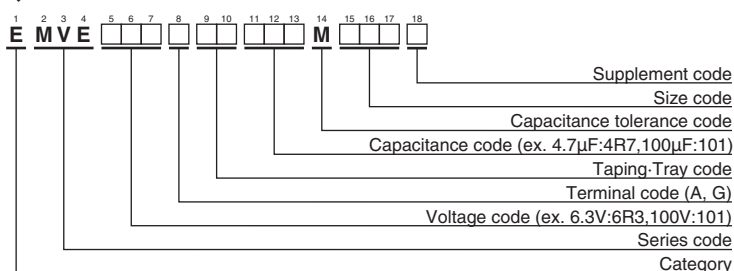 1 2 3 4 5 6 7 8 9 10 11 12 13 14 15 16 17 18
E M V E M
Supplement code
Size code
Capacitance tolerance code
Capacitance code (ex. 4.7µF:4R7,100µF:101)
Taping·Tray code
Terminal code (A, G)
Voltage code (ex. 6.3V:6R3,100V:101)
Series code
Category